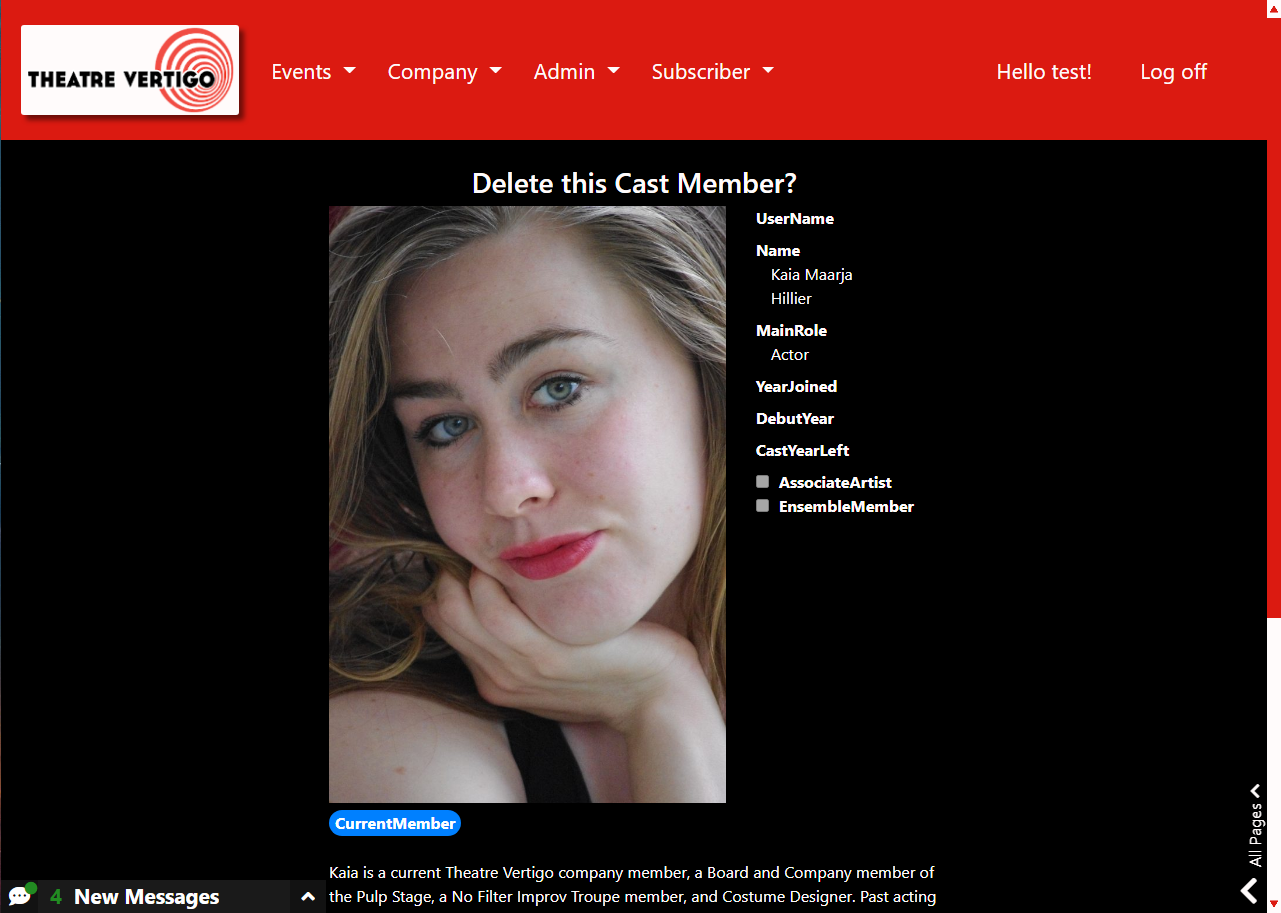 THEATRE VERTIGO
Events
Company
Admin
Subscriber
Hello test!
Log off
Delete this Cast Member?
UserName
Name
Kaia Maarja
Hillier
MainRole
Actor
YearJoined
DebutYear
CastYearLeft
AssociateArtist
EnsembleMember
CurrentMember
Kaia is a current Theatre Vertigo company member, a Board and Company member of
the Pulp Stage, a No Filter Improv Troupe member, and Costume Designer. Past acting
4 New Messages
All Pages